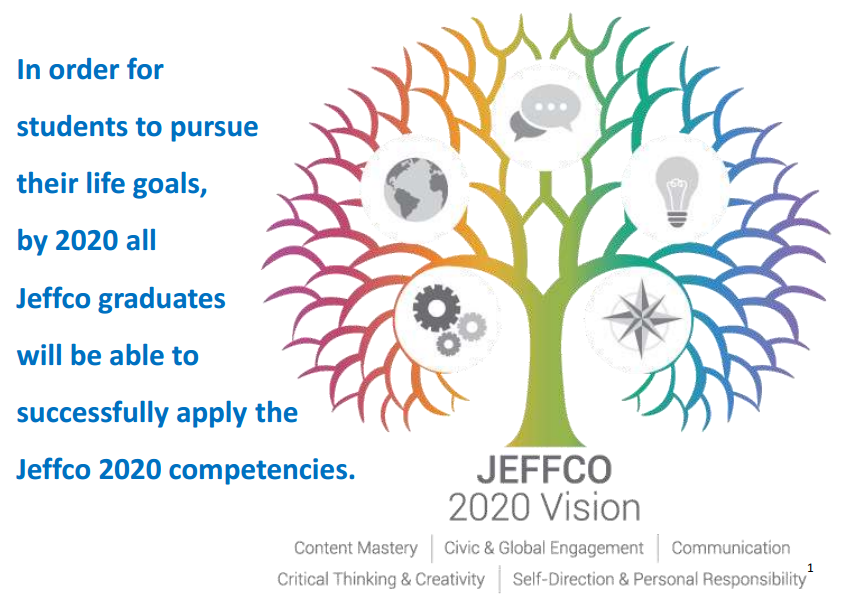 In order for
students to pursue
their life goals,
by 2020 all
Jeffco graduates
will be able to
successfully apply the
Jeffco 2020 competencies.
JEFFCO
2020 Vision
Content Mastery | Civic & Global Engagement | Communication
Critical Thinking & Creativity | Self-Direction & Personal Responsibility
1